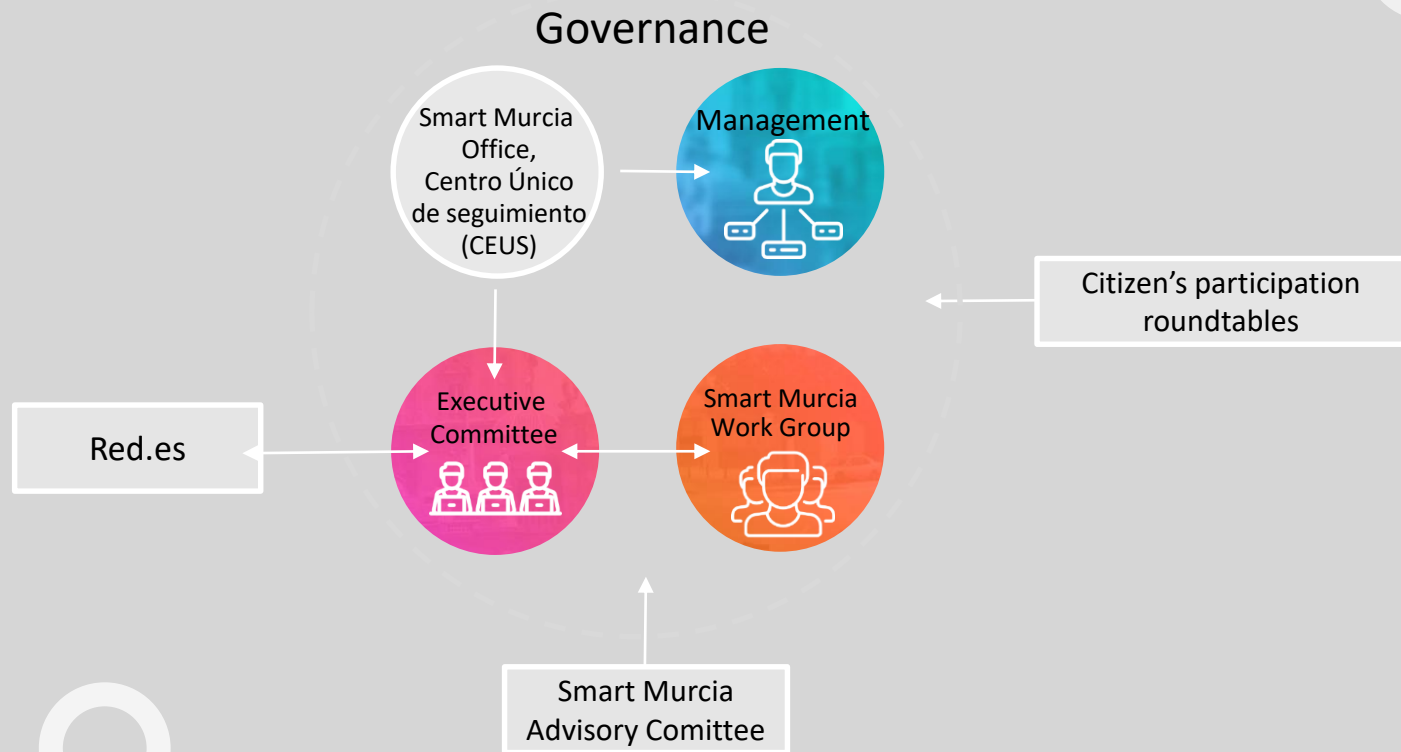 Governance
Smart Murcia
Office,
Centro Único
de seguimiento
(CEUS)
Management
Citizen’s participation
roundtables
Executive
Committee
Smart Murcia
Work Group
Red.es
Smart Murcia
Advisory Comittee